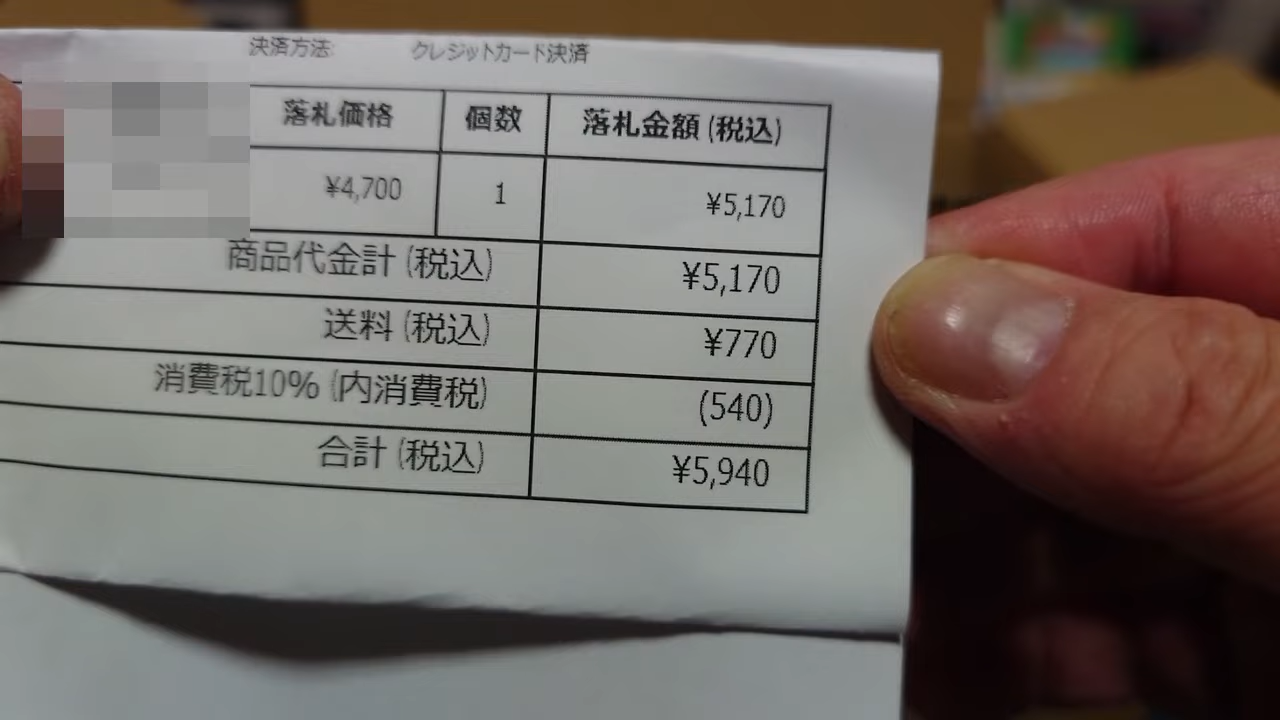 決済方法: クレジットカード決済
落札価格 個数 落札金額(税込)
¥4,700 1 ¥5,170
商品代金計(税込) ¥5,170
送料(税込) ¥770
消費税10%(内消費税) (540)
合計(税込) ¥5,940